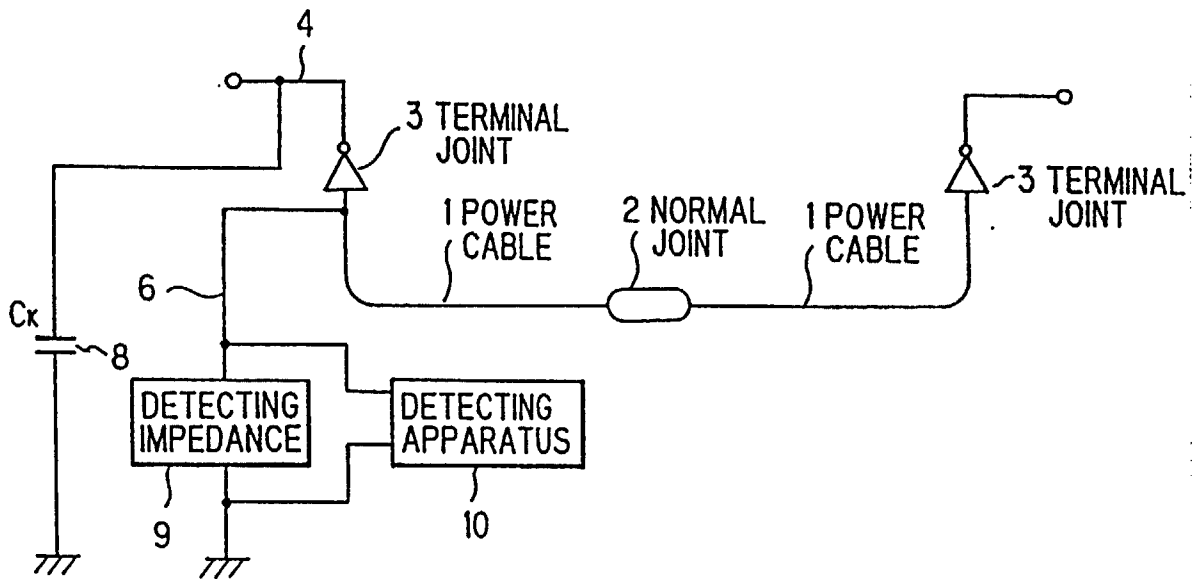 4
3 TERMINAL
JOINT
3 TERMINAL
JOINT
1 POWER
CABLE
2 NORMAL
JOINT
1 POWER
CABLE
6
CK
8
DETECTING
IMPEDANCE
DETECTING
APPARATUS
9
10